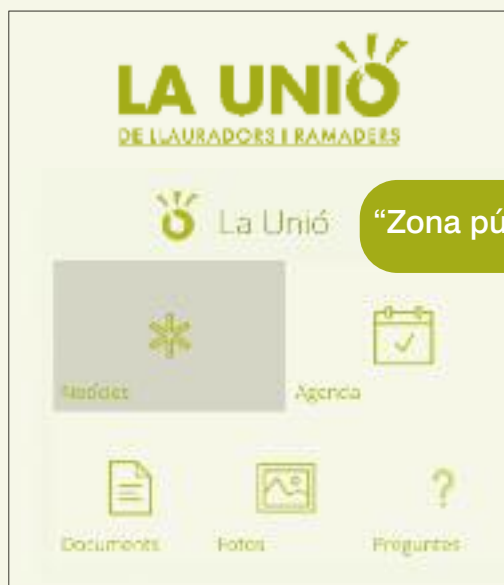 LA UNIÓ
DE LLAURADORS I RAMADERS
La Unió
“Zona pú
Notícies
Agenda
Documents
Fotos
Preguntes